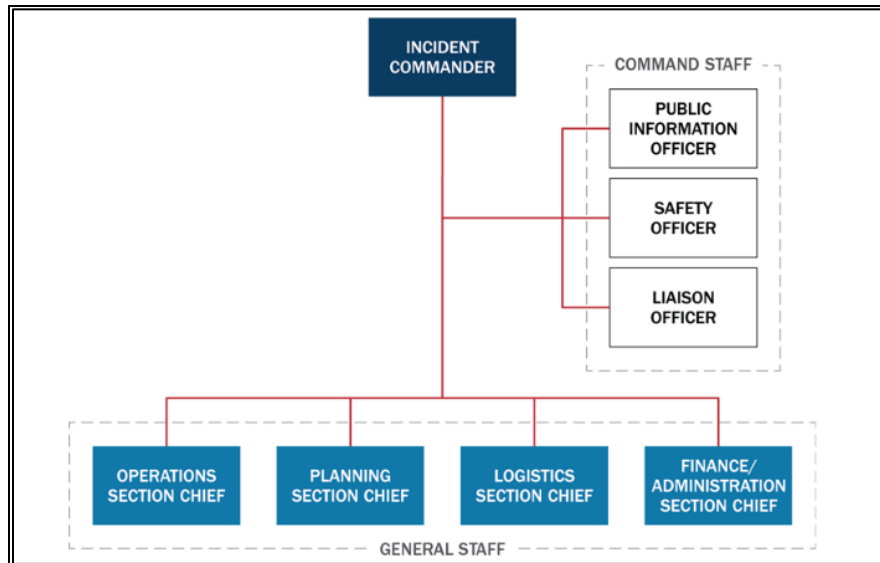 INCIDENT
COMMANDER
COMMAND STAFF
PUBLIC
INFORMATION
OFFICER
SAFETY
OFFICER
LIAISON
OFFICER
OPERATIONS
SECTION CHIEF
PLANNING
SECTION CHIEF
LOGISTICS
SECTION CHIEF
FINANCE/
ADMINISTRATION
SECTION CHIEF
GENERAL STAFF